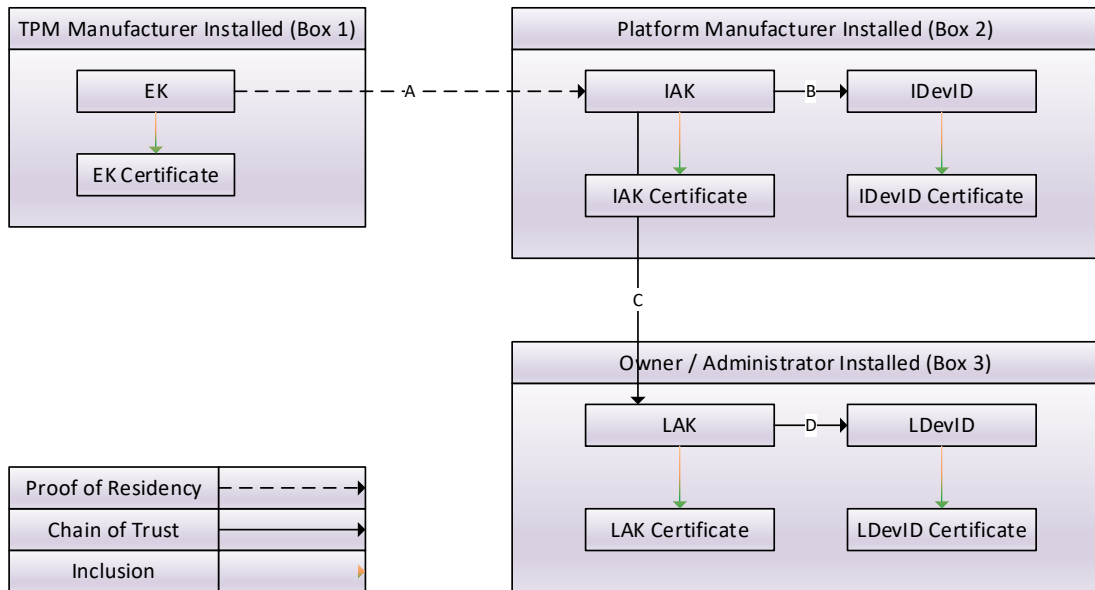 TPM Manufacturer Installed (Box 1)
Platform Manufacturer Installed (Box 2)
EK
A
IAK
B
IDevID
EK Certificate
IAK Certificate
IDevID Certificate
C
Owner / Administrator Installed (Box 3)
LAK
D
LDevID
Proof of Residency
Chain of Trust
LAK Certificate
LDevID Certificate
Inclusion